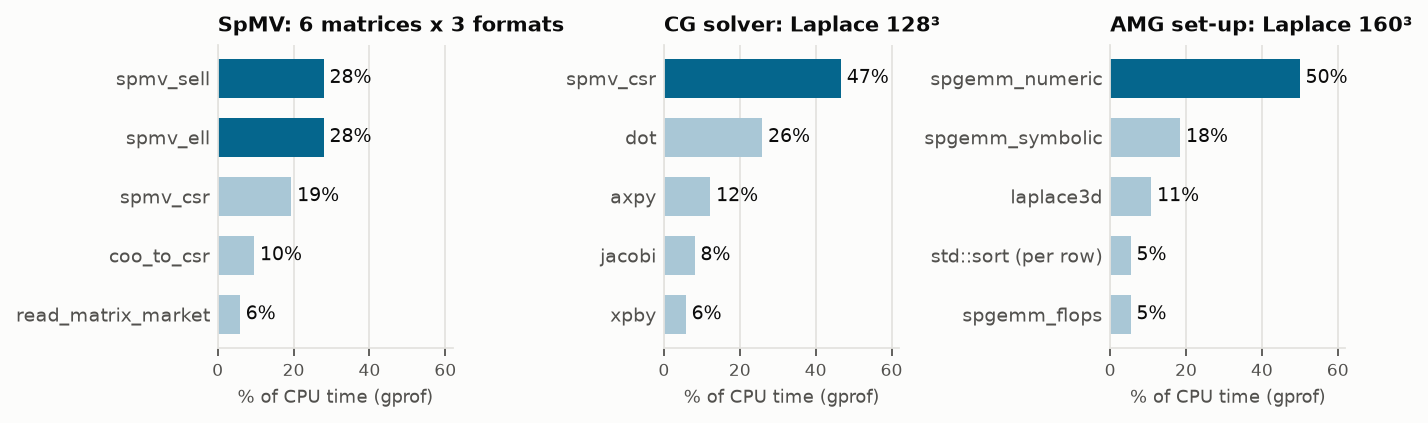 SpMV: 6 matrices x 3 formats
spmv_sell 28%
spmv_ell 28%
spmv_csr 19%
coo_to_csr 10%
read_matrix_market 6%
0 20 40 60
% of CPU time (gprof)
CG solver: Laplace 128³
spmv_csr 47%
dot 26%
axpy 12%
jacobi 8%
xpby 6%
0 20 40 60
% of CPU time (gprof)
AMG set-up: Laplace 160³
spgemm_numeric 50%
spgemm_symbolic 18%
laplace3d 11%
std::sort (per row) 5%
spgemm_flops 5%
0 20 40 60
% of CPU time (gprof)